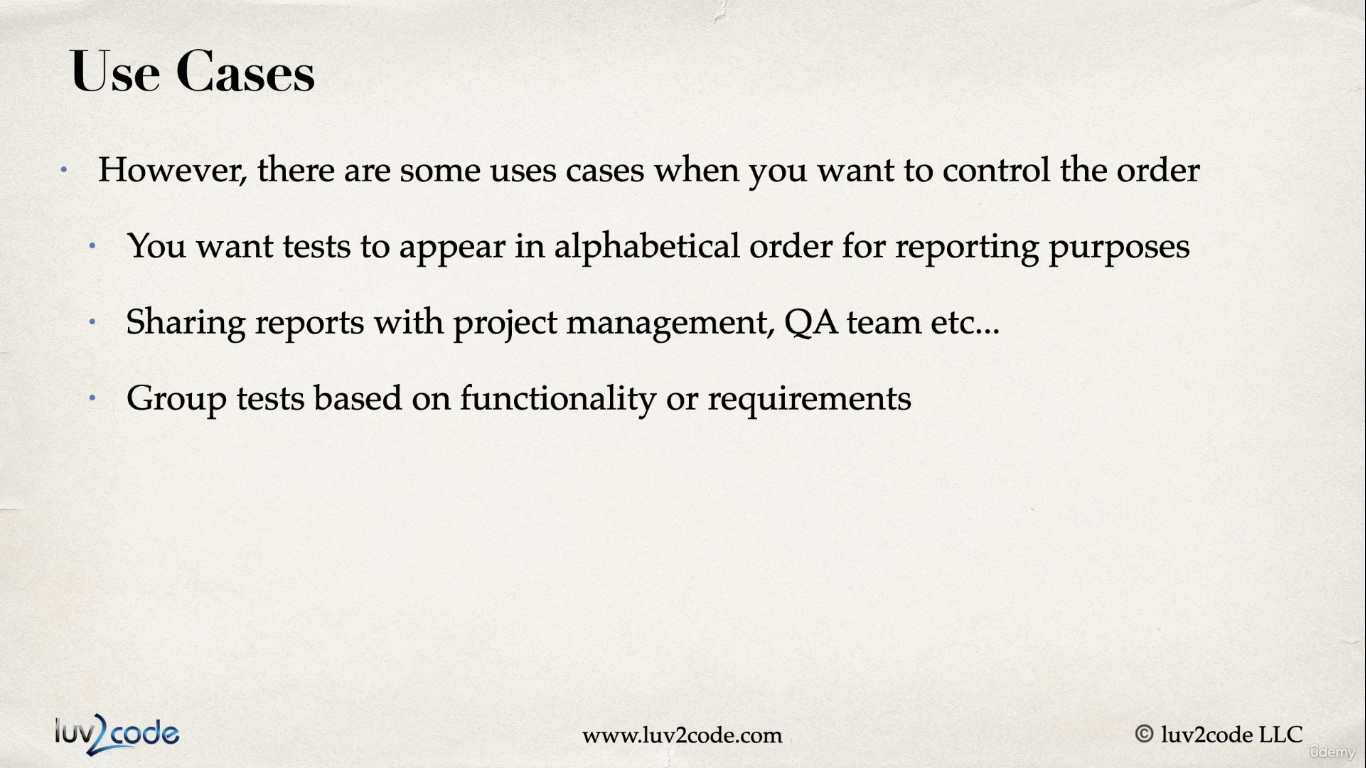 Use Cases
• However, there are some uses cases when you want to control the order
• You want tests to appear in alphabetical order for reporting purposes
• Sharing reports with project management, QA team etc...
• Group tests based on functionality or requirements
luv2code
www.luv2code.com
© luv2code LLC
ûdemy